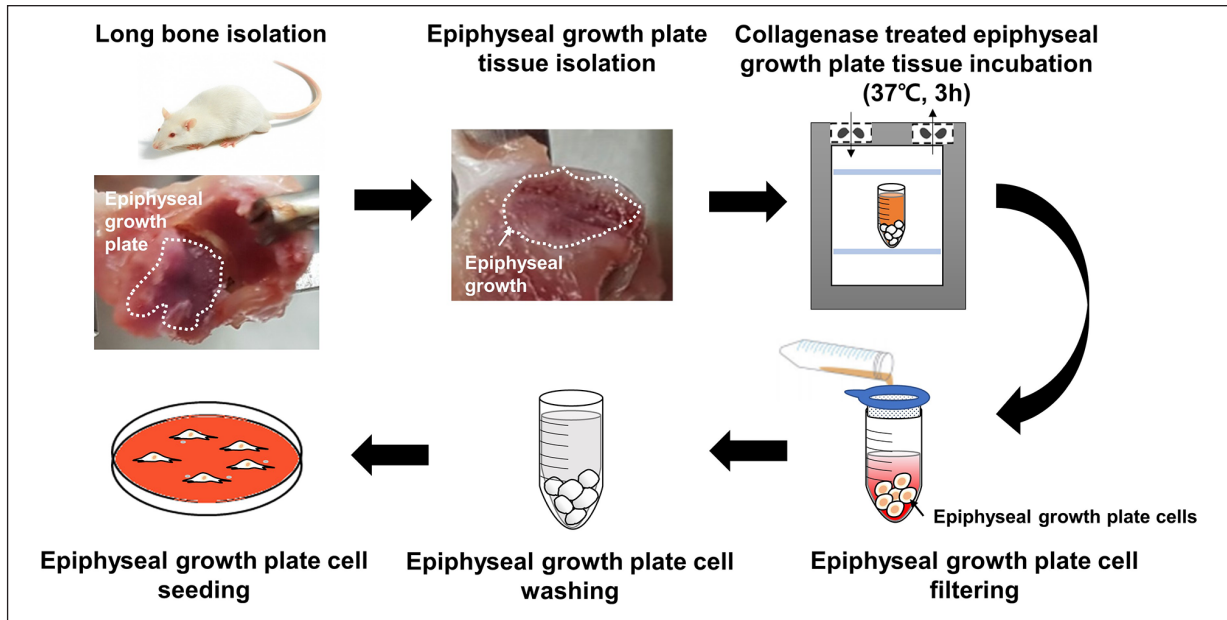 Long bone isolation
Epiphyseal growth plate
tissue isolation
Collagenase treated epiphyseal
growth plate tissue incubation
(37℃, 3h)
Epiphyseal
growth
plate
Epiphyseal
growth
Epiphyseal growth plate cells
Epiphyseal growth plate cell
filtering
Epiphyseal growth plate cell
washing
Epiphyseal growth plate cell
seeding